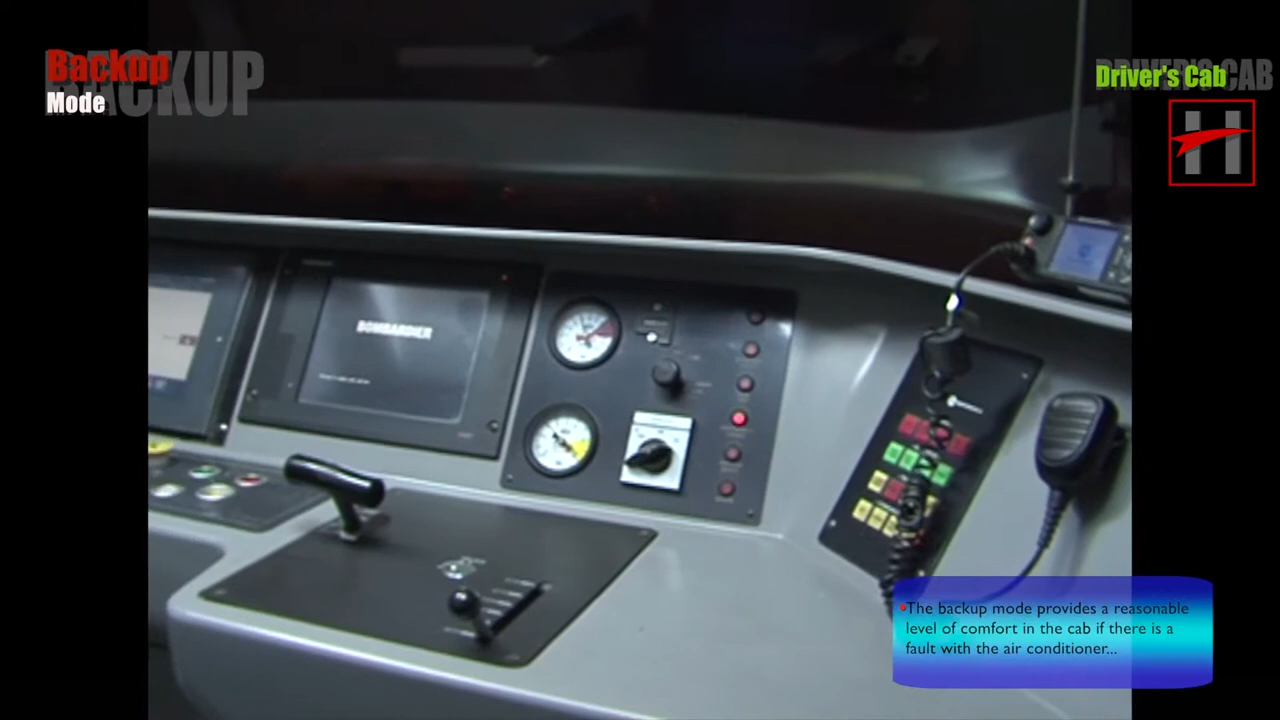 BACKUP
Backup
Mode
DRIVER'S CAB
Driver's Cab
H
BOMBARDIER
•The backup mode provides a reasonable
level of comfort in the cab if there is a
fault with the air conditioner...